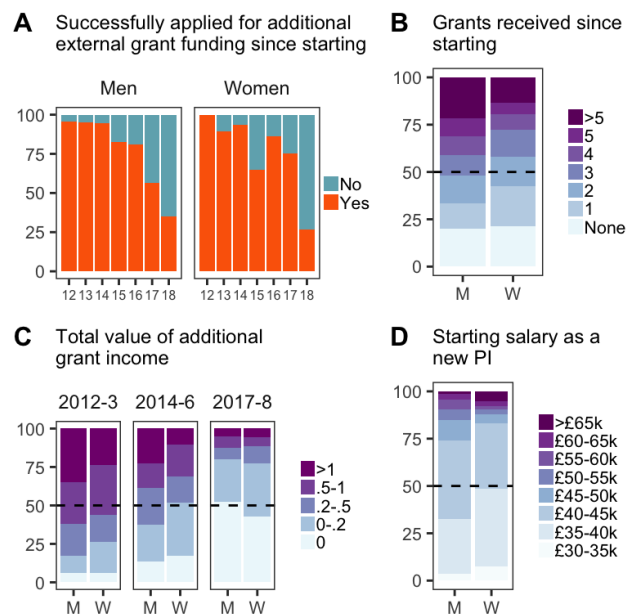 A Successfully applied for additional
external grant funding since starting
Men Women
100
75
50
25
0
12 13 14 15 16 17 18 12 13 14 15 16 17 18
No
Yes
B Grants received since
starting
100
75
50
25
0
M W
>5
5
4
3
2
1
None
C Total value of additional
grant income
2012-3 2014-6 2017-8
100
75
50
25
0
M W M W M W
>1
.5-1
.2-.5
0-.2
0
D Starting salary as a
new PI
100
75
50
25
0
M W
>£65k
£60-65k
£55-60k
£50-55k
£45-50k
£40-45k
£35-40k
£30-35k